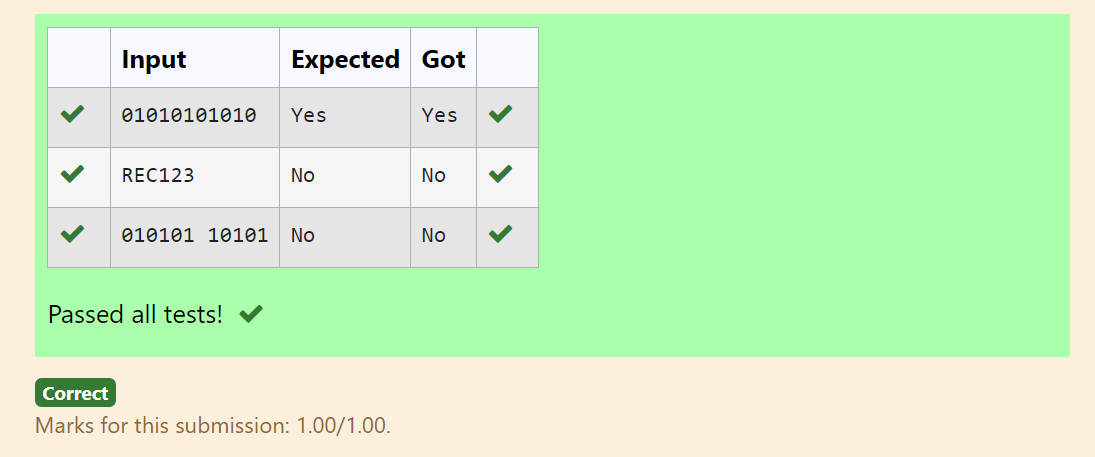 Input Expected Got
01010101010 Yes Yes
REC123 No No
010101 10101 No No
Passed all tests!
Correct
Marks for this submission: 1.00/1.00.